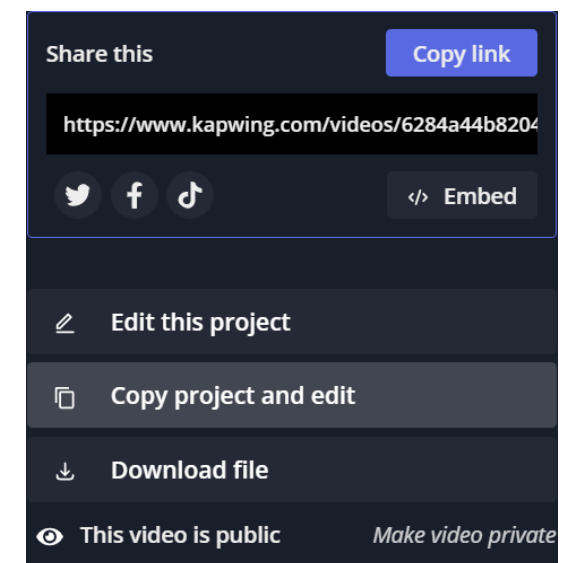 Share this
Copy link
https://www.kapwing.com/videos/6284a44b8204
</> Embed
Edit this project
Copy project and edit
Download file
This video is public
Make video private